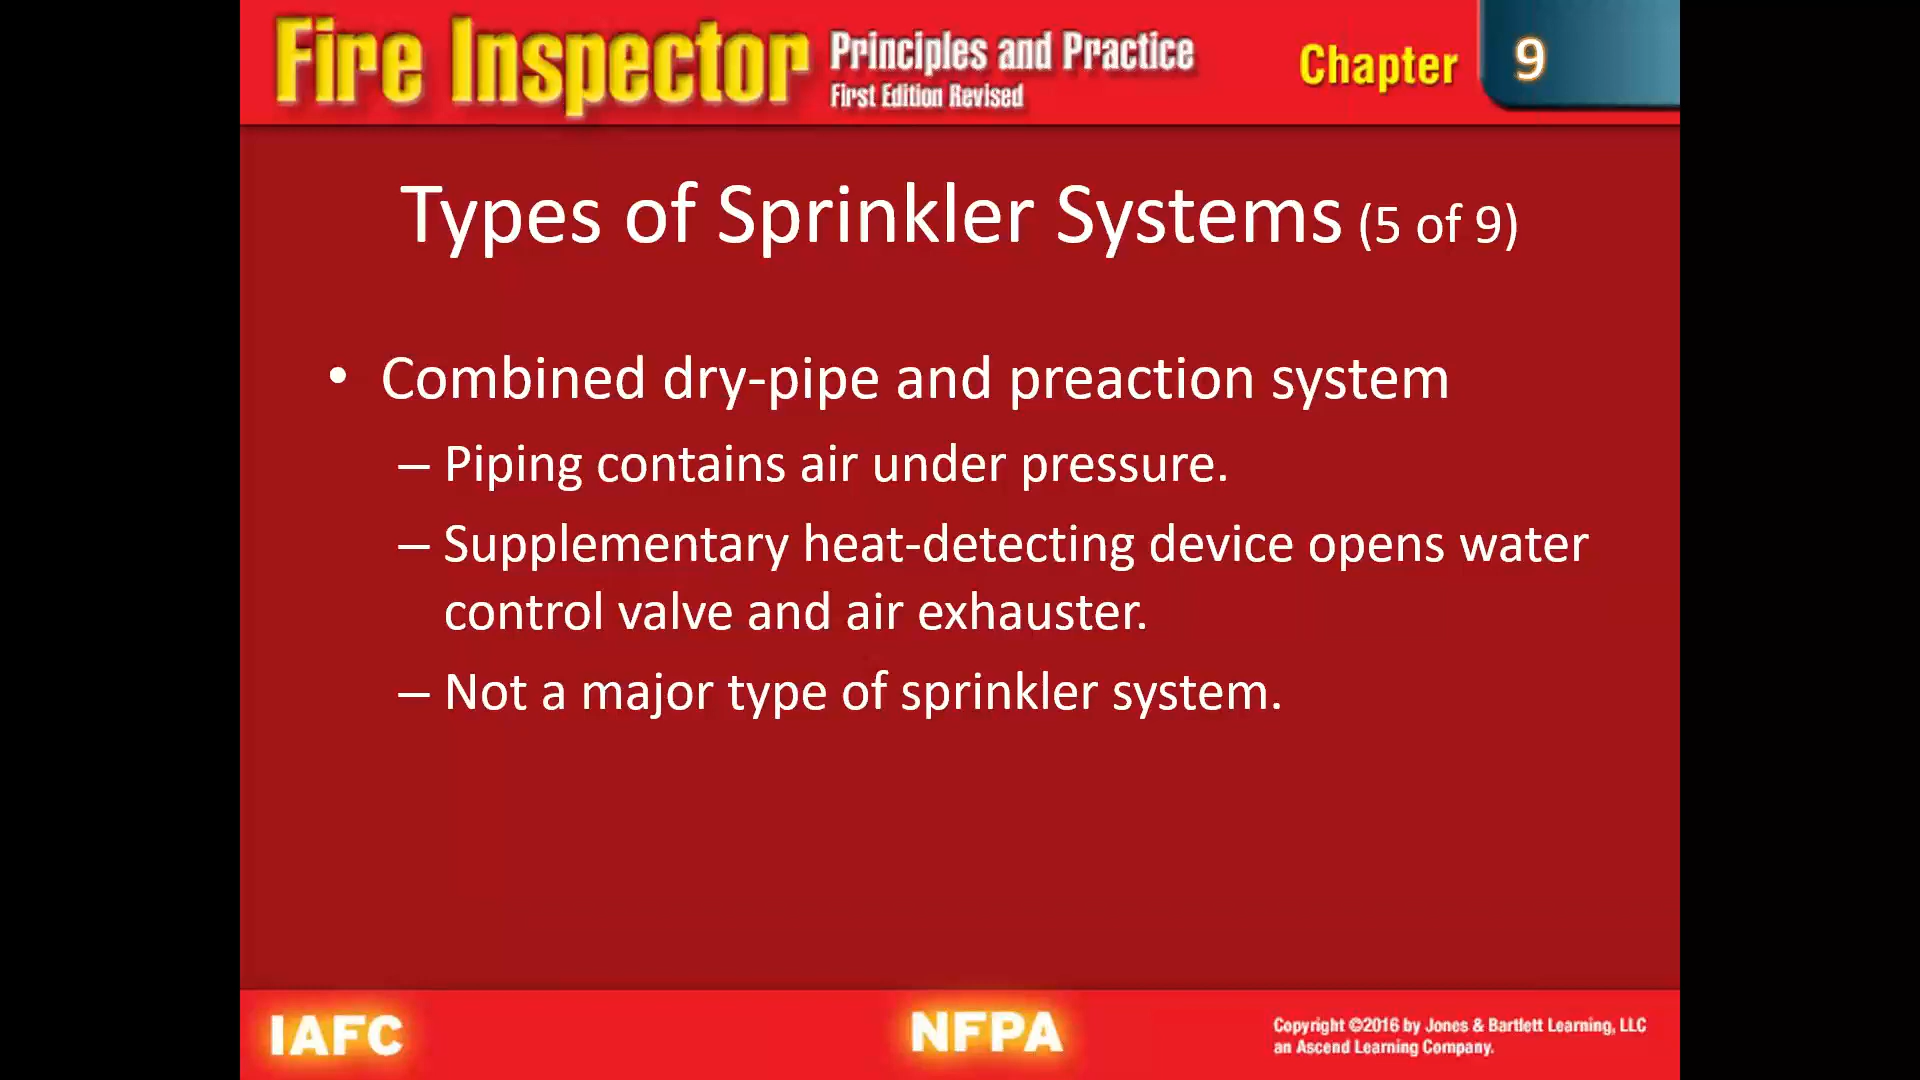 Fire Inspector Principles and Practice
First Edition Revised
Chapter 9
Types of Sprinkler Systems (5 of 9)
• Combined dry-pipe and preaction system
– Piping contains air under pressure.
– Supplementary heat-detecting device opens water
control valve and air exhauster.
– Not a major type of sprinkler system.
IAFC
NFPA
Copyright ©2016 by Jones & Bartlett Learning, LLC
an Ascend Learning Company.